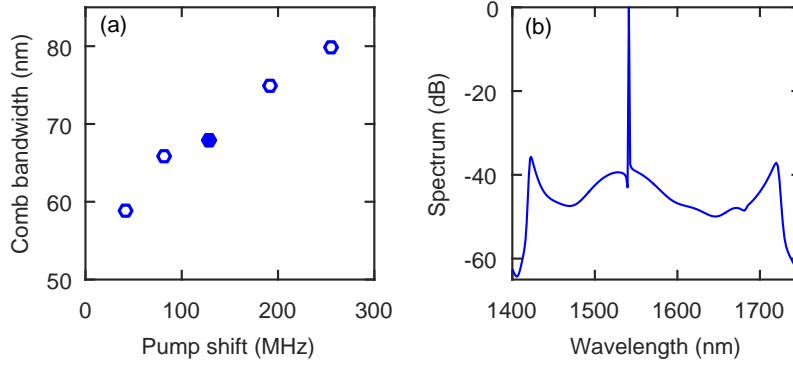 (a)
80
70
60
50
Comb bandwidth (nm)
0
100
200
300
Pump shift (MHz)
(b)
0
-20
-40
-60
Spectrum (dB)
1400
1500
1600
1700
Wavelength (nm)